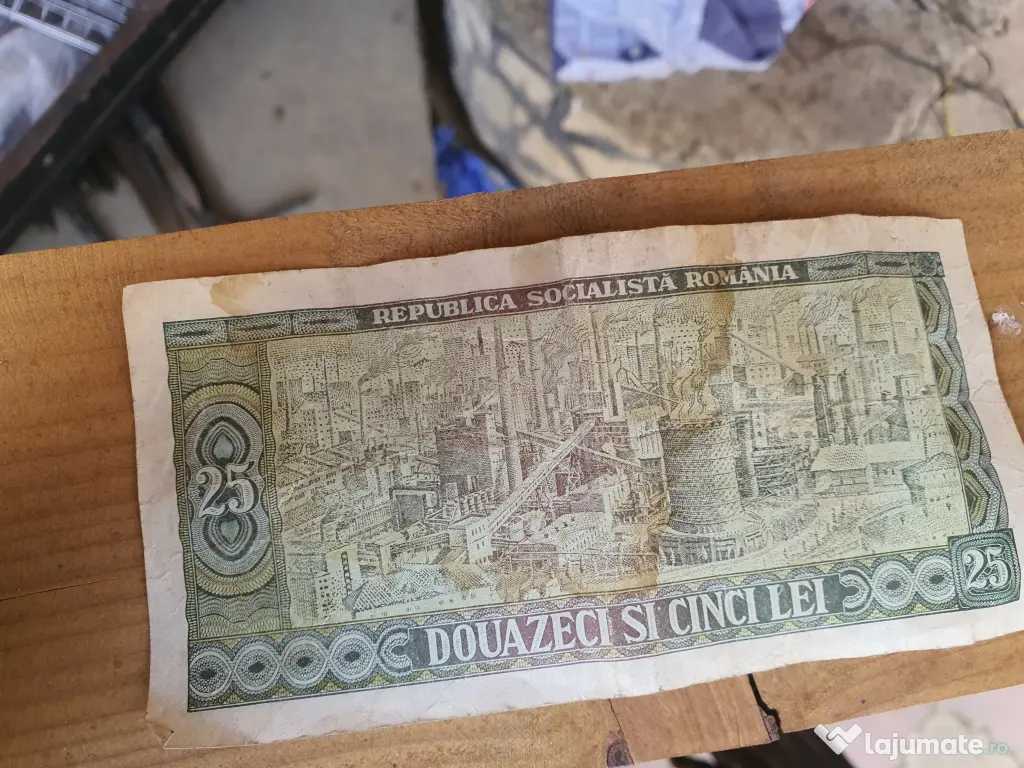 REPUBLICA SOCIALISTĂ ROMÂNIA
25
25
DOUAZECI SI CINCI LEI
lajumate.ro